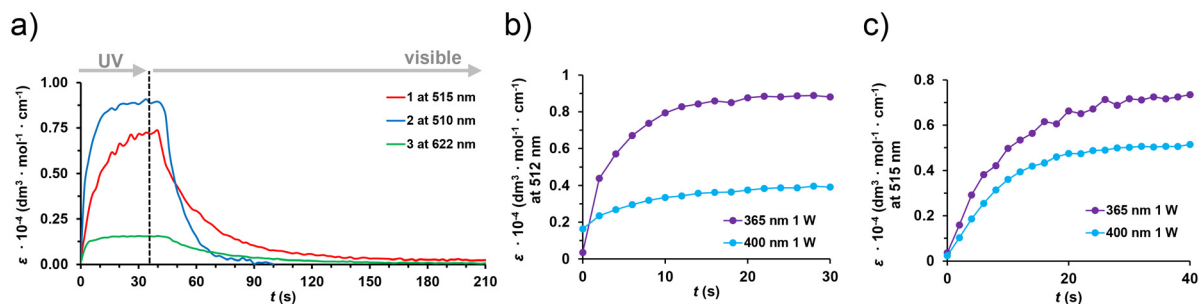 a)
UV
visible
ε · 10⁻⁴ (dm³ · mol⁻¹ · cm⁻¹)
1.00
0.75
0.50
0.25
0.00
1 at 515 nm
2 at 510 nm
3 at 622 nm
0 30 60 90 120 150 180 210
t (s)
b)
ε · 10⁻⁴ (dm³ · mol⁻¹ · cm⁻¹)
at 512 nm
1
0.8
0.6
0.4
0.2
0
365 nm 1 W
400 nm 1 W
0 10 20 30
t (s)
c)
ε · 10⁻⁴ (dm³ · mol⁻¹ · cm⁻¹)
at 515 nm
0.8
0.6
0.4
0.2
0
365 nm 1 W
400 nm 1 W
0 20 40
t (s)